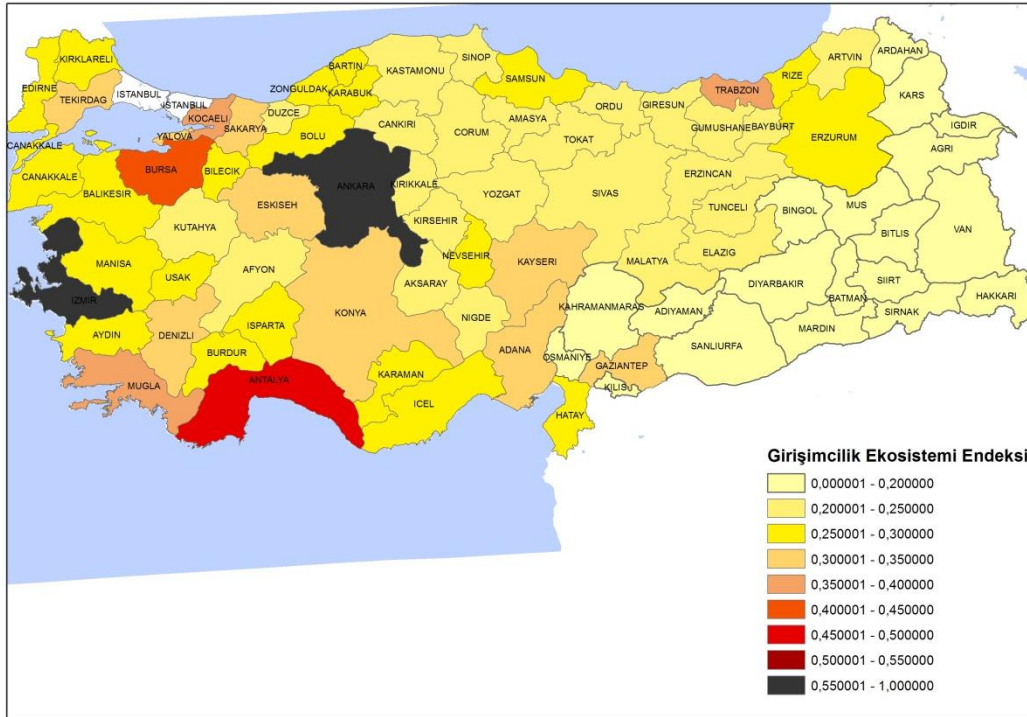 KIRKLARELI
EDIRNE
TEKIRDAG
ISTANBUL
ISTANBUL
KOCAELI
YALOVA
SAKARYA
DUZCE
ZONGULDAK
BARTIN
KARABUK
KASTAMONU
SINOP
SAMSUN
ORDU
GIRESUN
TRABZON
RIZE
ARTVIN
ARDAHAN
KARS
IGDIR
AGRI
CANAKKALE
CANAKKALE
BALIKESIR
BURSA
BILECIK
BOLU
CANKIRI
CORUM
AMASYA
TOKAT
GUMUSHANE
BAYBURT
ERZURUM
ANKARA
KIRIKKALE
ESKISEH
YOZGAT
SIVAS
ERZINCAN
TUNCELI
BINGOL
MUS
BITLIS
VAN
KUTAHYA
KIRSEHIR
NEVSEHIR
KAYSERI
MALATYA
ELAZIG
DIYARBAKIR
BATMAN
SIIRT
SIRNAK
HAKKARI
MANISA
USAK
AFYON
AKSARAY
IZMIR
AYDIN
DENIZLI
ISPARTA
KONYA
NIGDE
KAHRAMANMARAS
ADIYAMAN
SANLIURFA
MARDIN
MUGLA
BURDUR
ANTALYA
KARAMAN
ICEL
ADANA
OSMANIYE
GAZIANTEP
KILIS
HATAY
Girişimcilik Ekosistemi Endeksi
0,000001 - 0,200000
0,200001 - 0,250000
0,250001 - 0,300000
0,300001 - 0,350000
0,350001 - 0,400000
0,400001 - 0,450000
0,450001 - 0,500000
0,500001 - 0,550000
0,550001 - 1,000000